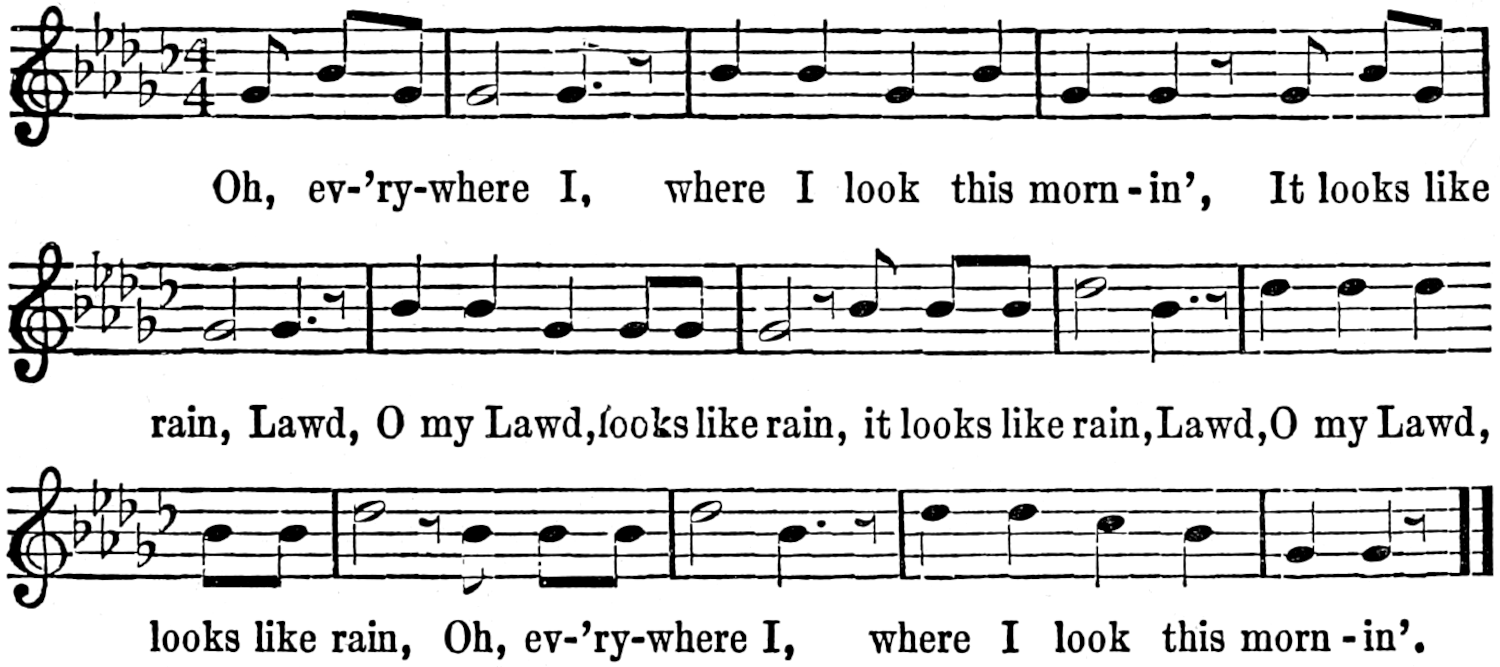 4
4
Oh, ev-'ry-where I, where I look this morn-in', It looks like
rain, Lawd, O my Lawd, looks like rain, it looks like rain, Lawd, O my Lawd,
looks like rain, Oh, ev-'ry-where I, where I look this morn-in'.